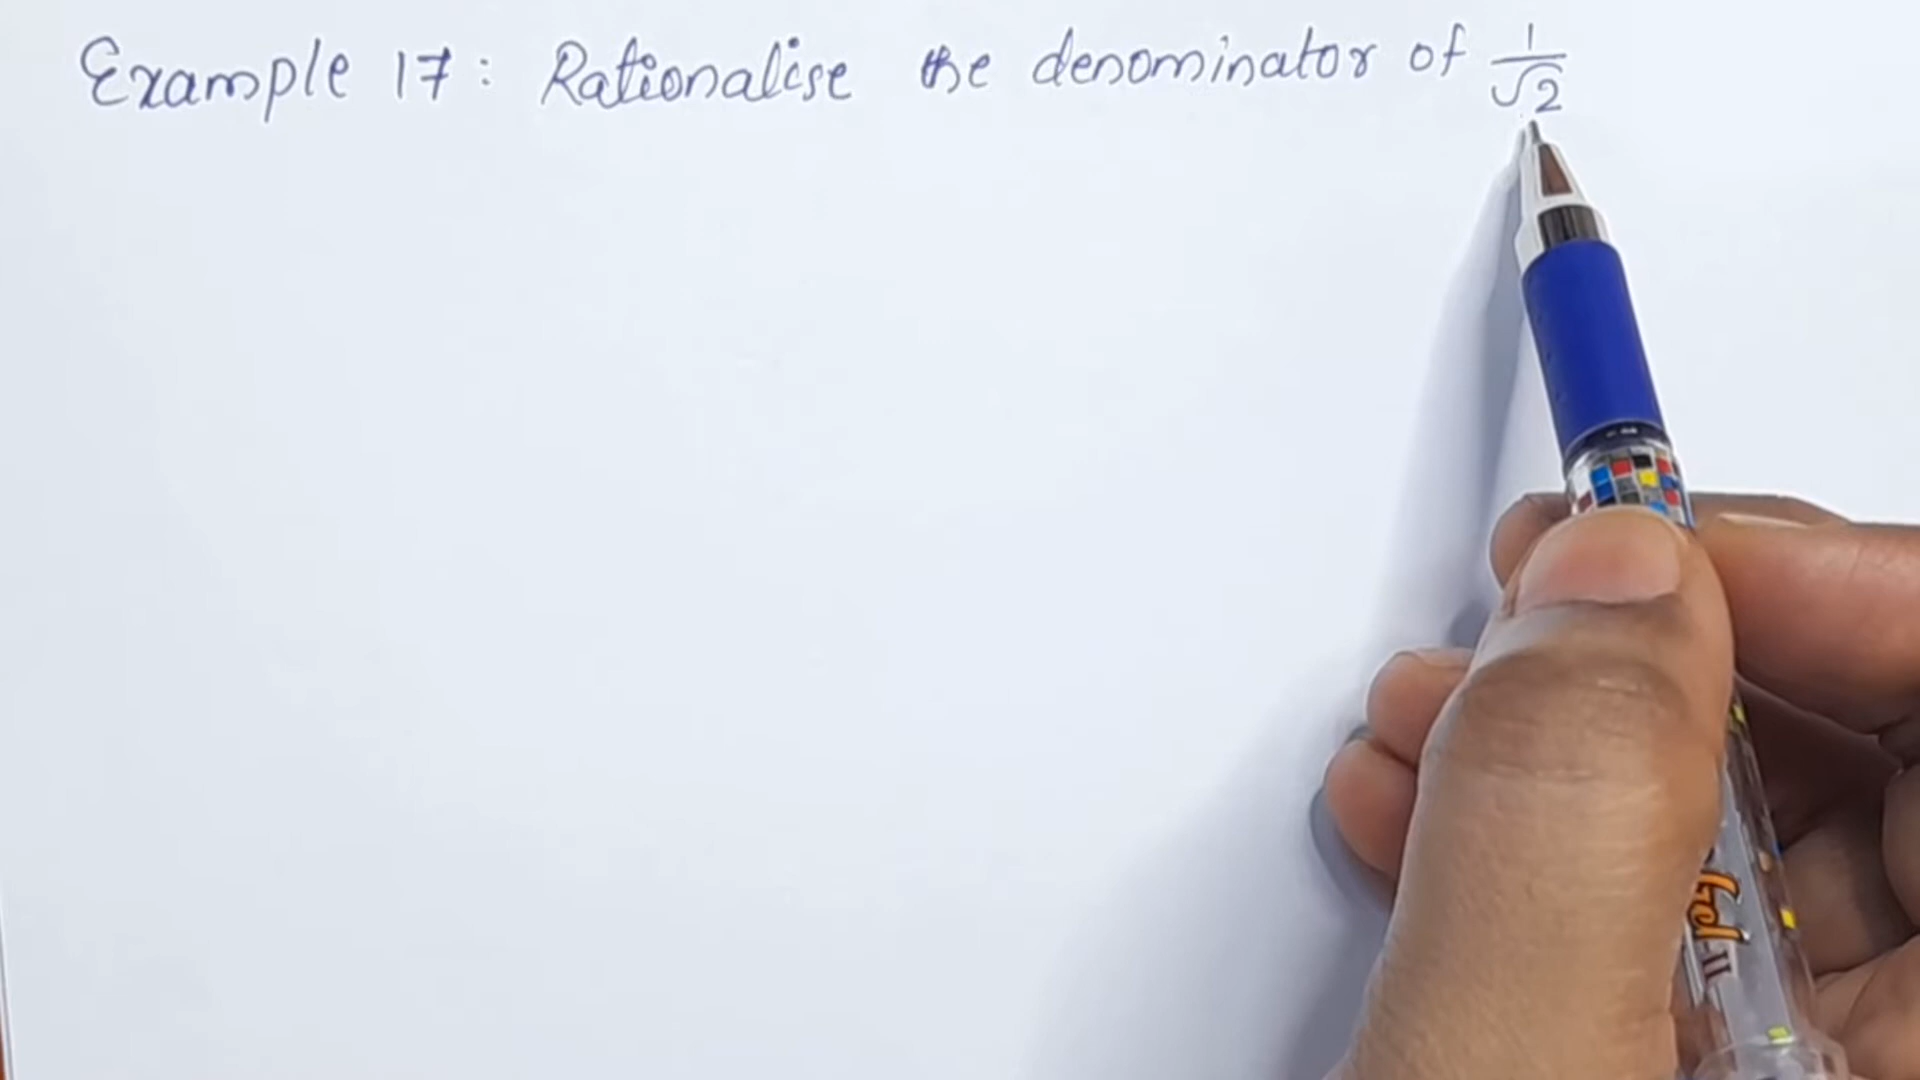 Example 17: Rationalise the denominator of 1/√2